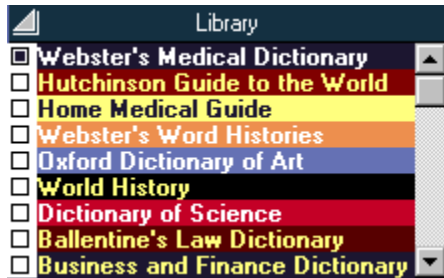 Library
Webster's Medical Dictionary
Hutchinson Guide to the World
Home Medical Guide
Webster's Word Histories
Oxford Dictionary of Art
World History
Dictionary of Science
Ballentine's Law Dictionary
Business and Finance Dictionary